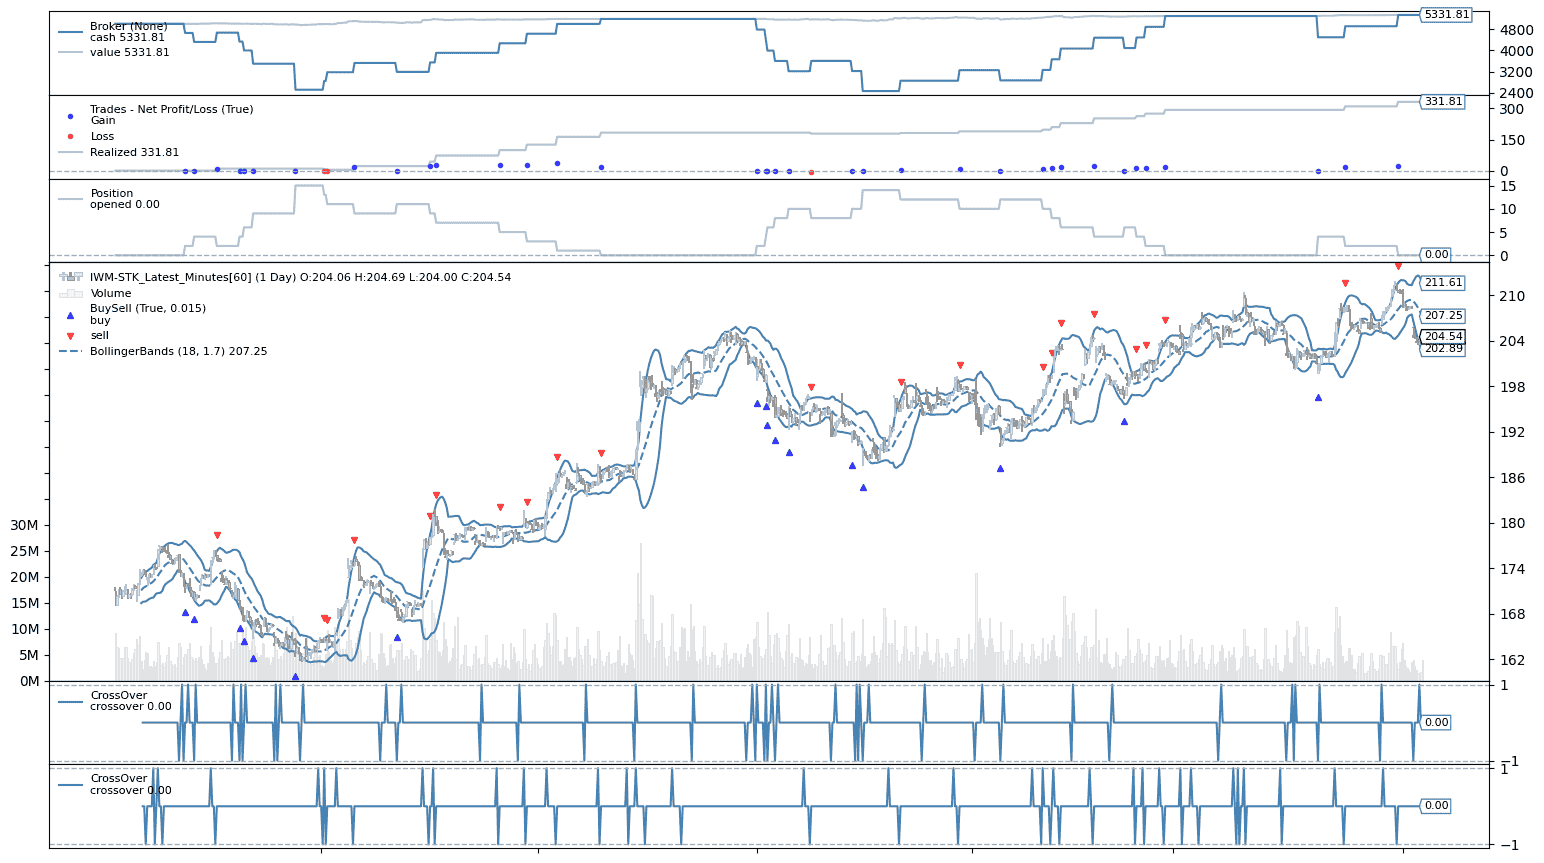 Broker (None)
cash 5331.81
value 5331.81
5331.81
4800
4000
3200
2400
Trades - Net Profit/Loss (True)
Gain
Loss
Realized 331.81
331.81
300
150
0
Position
opened 0.00
15
10
5
0.00
0
IWM-STK_Latest_Minutes[60] (1 Day) O:204.06 H:204.69 L:204.00 C:204.54
Volume
BuySell (True, 0.015)
buy
sell
BollingerBands (18, 1.7) 207.25
211.61
207.25
204.54
202.89
210
204
198
192
186
180
174
168
162
30M
25M
20M
15M
10M
5M
0M
CrossOver
crossover 0.00
1
0.00
−1
CrossOver
crossover 0.00
1
0.00
−1